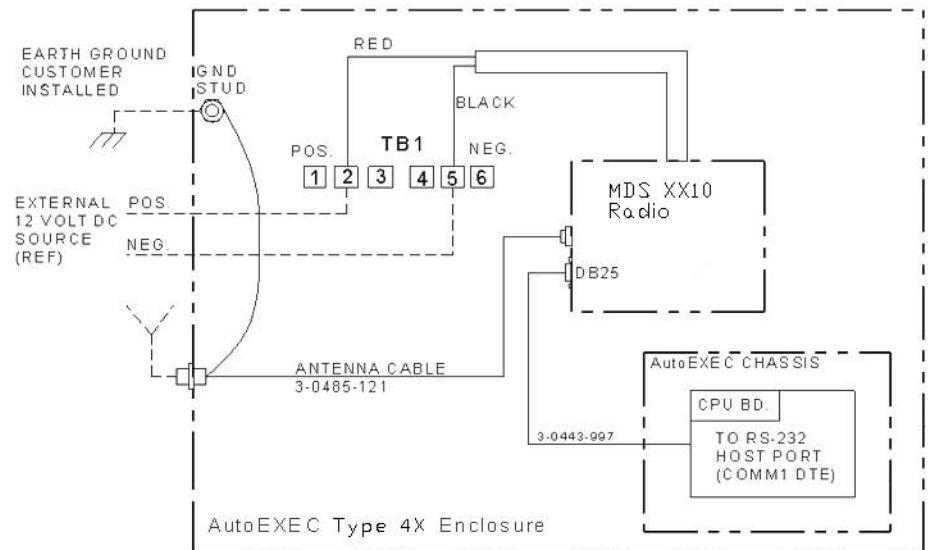 EARTH GROUND
CUSTOMER
INSTALLED
GND
STUD
RED
BLACK
POS.
TB1
NEG.
1 2 3 4 5 6
EXTERNAL
12 VOLT DC
SOURCE
(REF)
POS.
NEG.
MDS XX10
Radio
DB25
ANTENNA CABLE
3-0485-121
AutoEXEC CHASSIS
CPU BD.
3-0443-997
TO RS-232
HOST PORT
(COMM1 DTE)
AutoEXEC Type 4X Enclosure